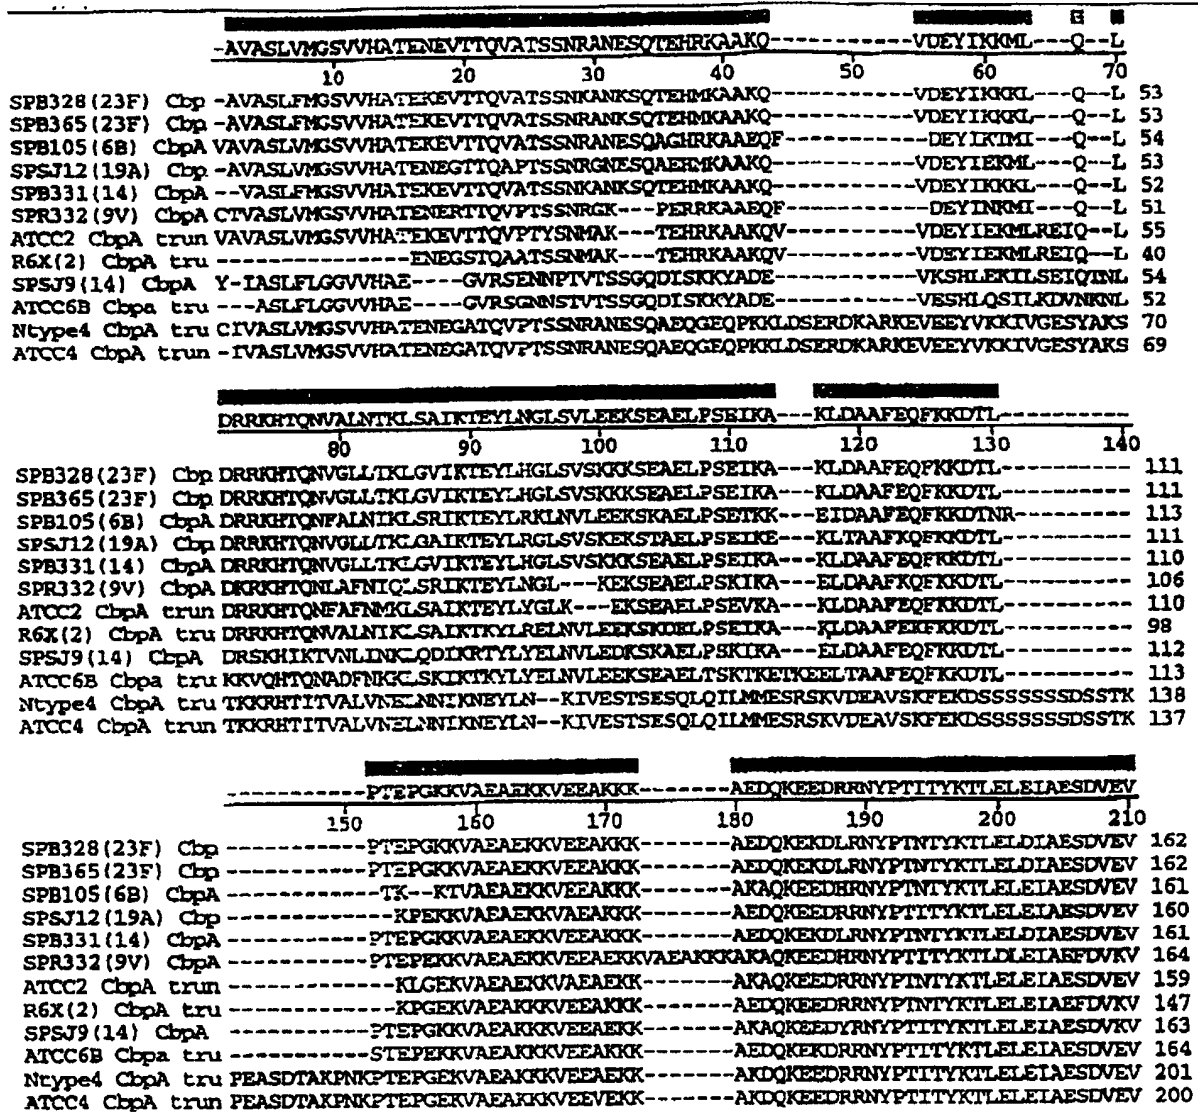 -AVASLVMGSVVHATENEVTTQVATSSNRANESQTEHRKAAKQ-----------VDEYIKKML---Q--L
10 20 30 40 50 60 70
SPB328(23F) Cbp -AVASLFMGSVVHATEKEVTTQVATSSNKANKSQTEHMKAAKQ-----------VDEYIKKKL---Q--L 53
SPB365(23F) Cbp -AVASLFMGSVVHATEKEVTTQVATSSNRANKSQTEHMKAAKQ-----------VDEYIKKKL---Q--L 53
SPB105(6B) CbpA VAVASLVMGSVVHATEKEVTTQVATSSNRANESQAGHRKAAEQF-----------DEYIKTMI---Q--L 54
SPSJ12(19A) Cbp -AVASLVMGSVVHATENEGTTQAPTSSNRGNESQAEHMKAAKQ-----------VDEYIEKML---Q--L 53
SPB331(14) CbpA --VASLFMGSVVHATEKEVTTQVATSSNKANKSQTEHMKAAKQ-----------VDEYIKKKL---Q--L 52
SPR332(9V) CbpA CTVASLVMGSVVHATENERTTQVPTSSNRGK---PERRKAAEQF-----------DEYINKMI---Q--L 51
ATCC2 CbpA trun VAVASLVMGSVVHATEKEVTTQVPTYSNMAK---TEHRKAAKQV----------DEYIEKMLREIQ--L 55
R6X(2) CbpA tru ---------------ENEGSTQAATSSNMAK---TEHRKAAKQV----------VDEYIEKMLREIQ--L 40
SPSJ9(14) CbpA Y-IASLFLGGVVHAE----GVRSENNPTVTSSGQDISKKYADE-----------VKSHLEKILSEIQTNL 54
ATCC6B Cbpa tru ---ASLFLGGVVHAE----GVRSGNNSTVTSSGQDISKKYADE-----------VESHLQSILKDVNKNL 52
Ntype4 CbpA tru CIVASLVMGSVVHATENEGATQVPTSSNRANESQAEQGEQPKKLDSERDKARKEVEEYVKKIVGESYAKS 70
ATCC4 CbpA trun -IVASLVMGSVVHATENEGATQVPTSSNRANESQAEQGEQPKKLDSERDKARKEVEEYVKKIVGESYAKS 69
DRRKHTQNVALNTKLSAIKTEYLNGLSVLEEKSEAELPSEIKA---KLDAAFEQFKKDTL----------
80 90 100 110 120 130 140
SPB328(23F) Cbp DRRKHTQNVGLLTKLGVIKTEYLHGLSVSKKKSEAELPSEIKA---KLDAAFEQFKKDTL---------- 111
SPB365(23F) Cbp DRRKHTQNVGLLTKLGVIKTEYLHGLSVSKKKSEAELPSEIKA---KLDAAFEQFKKDTL---------- 111
SPB105(6B) CbpA DRRKHTQNFALNIKLSRIKTEYLRKLNVLEEKSKAELPSETKK---EIDAAFEQFKKDTNR--------- 113
SPSJ12(19A) Cbp DRRKHTQNVGLLTKLGAIKTEYLRGLSVSKEKSTAELPSEIKE---KLTAAFKQFKKDTL---------- 111
SPB331(14) CbpA DRRKHTQNVGLLTKLGVIKTEYLHGLSVSKKKSEAELPSEIKA---KLDAAFEQFKKDTL---------- 110
SPR332(9V) CbpA DKRKHTQNLAFNIQLSRIKTEYLNGL---KEKSEAELPSKIKA---ELDAAFKQFKKDTL---------- 106
ATCC2 CbpA trun DRRKHTQNFAFNMKLSAIKTEYLYGLK---EKSEAELPSEVKA---KLDAAFEQFKKDTL---------- 110
R6X(2) CbpA tru DRRKHTQNVALNIKLSAIKTKYLRELNVLEEKSKDELPSEIKA---KLDAAFEKFKKDTL---------- 98
SPSJ9(14) CbpA DRSKHIKTVNLINKLQDIKRTYLYELNVLEDKSKAELPSKIKA---ELDAAFEQFKKDTL---------- 112
ATCC6B Cbpa tru KKVQHTQNADFNKKLSKIKTKYLYELNVLEEKSEAELTSKTKETKEELTAAFEQFKKDTL---------- 113
Ntype4 CbpA tru TKKRHTITVALVNELNNIKNEYLN--KIVESTSESQLQILMMESRSKVDEAVSKFEKDSSSSSSSDSSTK 138
ATCC4 CbpA trun TKKRHTITVALVNELNNIKNEYLN--KIVESTSESQLQILMMESRSKVDEAVSKFEKDSSSSSSSDSSTK 137
-----------PTEPGKKVAEAEKKVEEAKKK-------AEDQKEEDRRNYPTITYKTLELEIAESDVEV
150 160 170 180 190 200 210
SPB328(23F) Cbp -----------PTEPGKKVAEAEKKVEEAKKK-------AEDQKEKDLRNYPTNTYKTLELDIAESDVEV 162
SPB365(23F) Cbp -----------PTEPGKKVAEAEKKVEEAKKK-------AEDQKEKDLRNYPTNTYKTLELDIAESDVEV 162
SPB105(6B) CbpA ------------TK--KTVAEAEKKVEEAKKK-------AKAQKEEDHRNYPTNTYKTLELEIAESDVEV 161
SPSJ12(19A) Cbp -------------KPEKKVAEAEKKVAEAKKK-------AEDQKEEDRRNYPTITYKTLELEIAESDVEV 160
SPB331(14) CbpA -----------PTEPGKKVAEAEKKVEEAKKK-------AEDQKEKDLRNYPTNTYKTLELDIAESDVEV 161
SPR332(9V) CbpA -----------PTEPEKKVAEAEKKVEEAEKKVAEAKKKAKAQKEEDHRNYPTITYKTLDLEIAEFDVKV 164
ATCC2 CbpA trun -------------KLGEKVAEAEKKVAEAEKK-------AKAQKEEDRRNYPTNTYKTLELEIAESDVEV 159
R6X(2) CbpA tru -------------KPGEKVAEAKKKVEEAKKK-------AEDQKEEDRRNYPTNTYKTLELEIAEFDVKV 147
SPSJ9(14) CbpA -----------PTEPGKKVAEAEKKVEEAEKK-------AKAQKEEDYRNYPTITYKTLELEIAESDVKV 163
ATCC6B Cbpa tru -----------STEPEKKVAEAKKKVEEAKKK-------AEDQKEKDRRNYPTITYKTLELEIAESDVEV 164
Ntype4 CbpA tru PEASDTAKPNKPTEPGEKVAEAKKKVEEAEKK-------AKDQKEEDRRNYPTITYKTLELEIAESDVEV 201
ATCC4 CbpA trun PEASDTAKPNKPTEPGEKVAEAKKKVEEVEKK-------AKDQKEEDRRNYPTITYKTLELEIAESDVEV 200